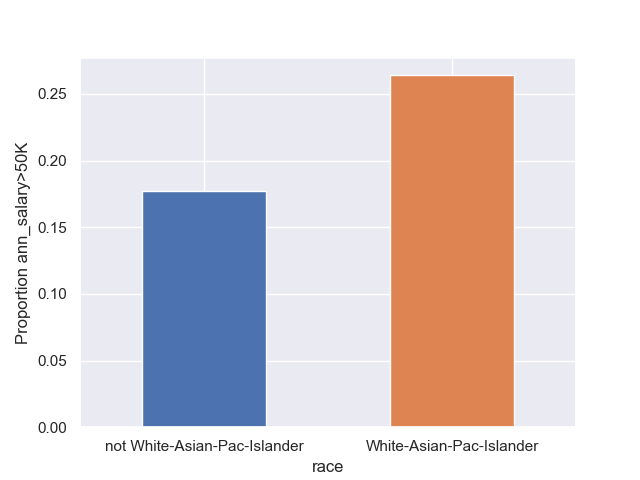 Proportion ann_salary>50K
0.25
0.20
0.15
0.10
0.05
0.00
not White-Asian-Pac-Islander
White-Asian-Pac-Islander
race